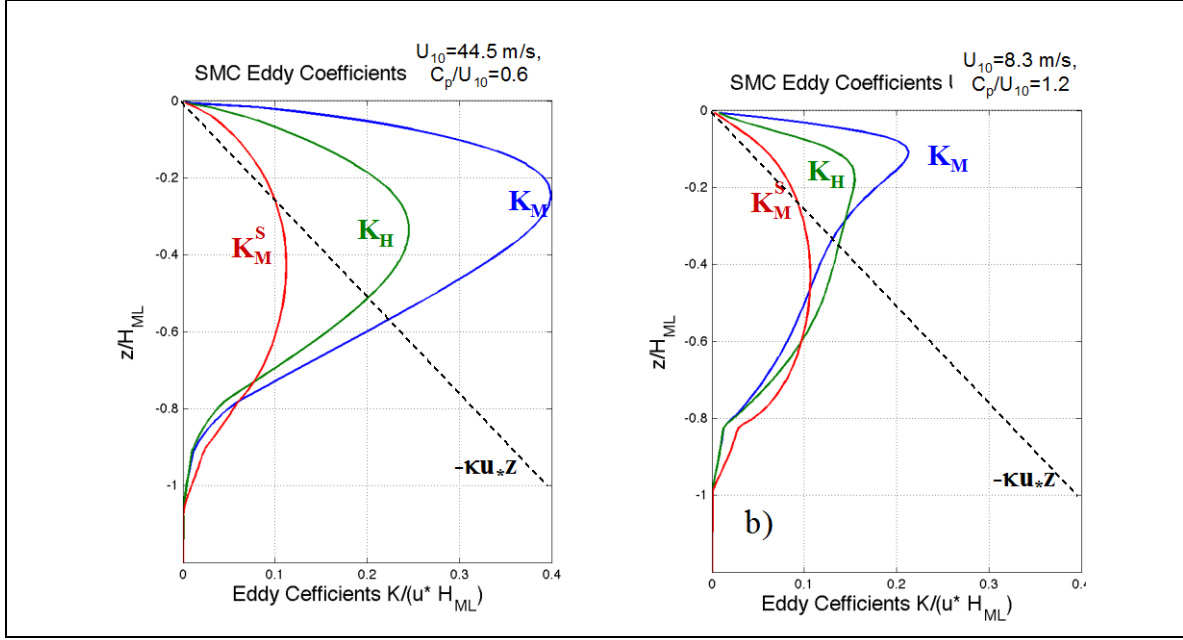 U10=44.5 m/s,
SMC Eddy Coefficients Cp/U10=0.6
0
-0.2
-0.4
-0.6
-0.8
-1
z/HML
KM
KH
KMS
-κu*z
0 0.1 0.2 0.3 0.4
Eddy Cefficients K/(u* HML)
U10=8.3 m/s,
SMC Eddy Coefficients U Cp/U10=1.2
0
-0.2
-0.4
-0.6
-0.8
-1
z/HML
KM
KH
KMS
-κu*z
b)
0 0.1 0.2 0.3 0.4
Eddy Cefficients K/(u* HML)